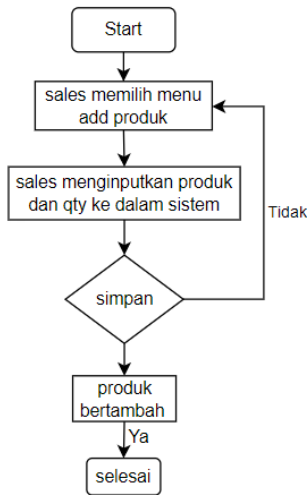 Start
sales memilih menu
add produk
sales menginputkan produk
dan qty ke dalam sistem
Tidak
simpan
produk
bertambah
Ya
selesai